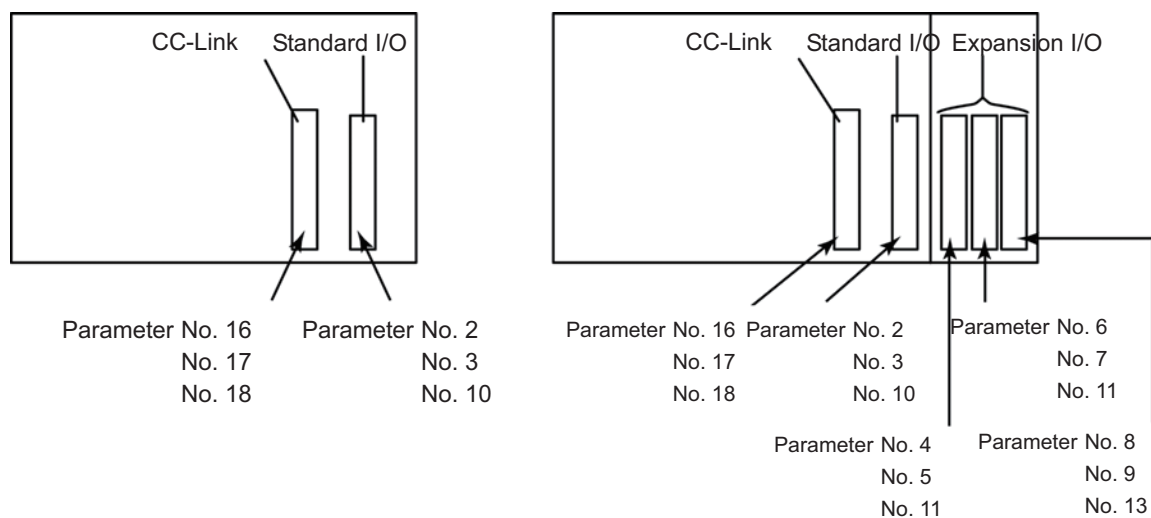 CC-Link Standard I/O
Parameter No. 16
No. 17
No. 18
Parameter No. 2
No. 3
No. 10
CC-Link Standard I/O Expansion I/O
Parameter No. 16
No. 17
No. 18
Parameter No. 2
No. 3
No. 10
Parameter No. 6
No. 7
No. 11
Parameter No. 4
No. 5
No. 11
Parameter No. 8
No. 9
No. 13